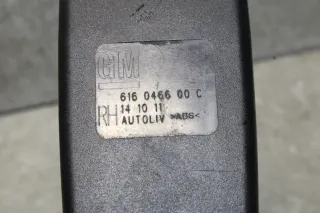 GM
616 0466 00 C
RH 14 10 11
AUTOLIV >ABS<